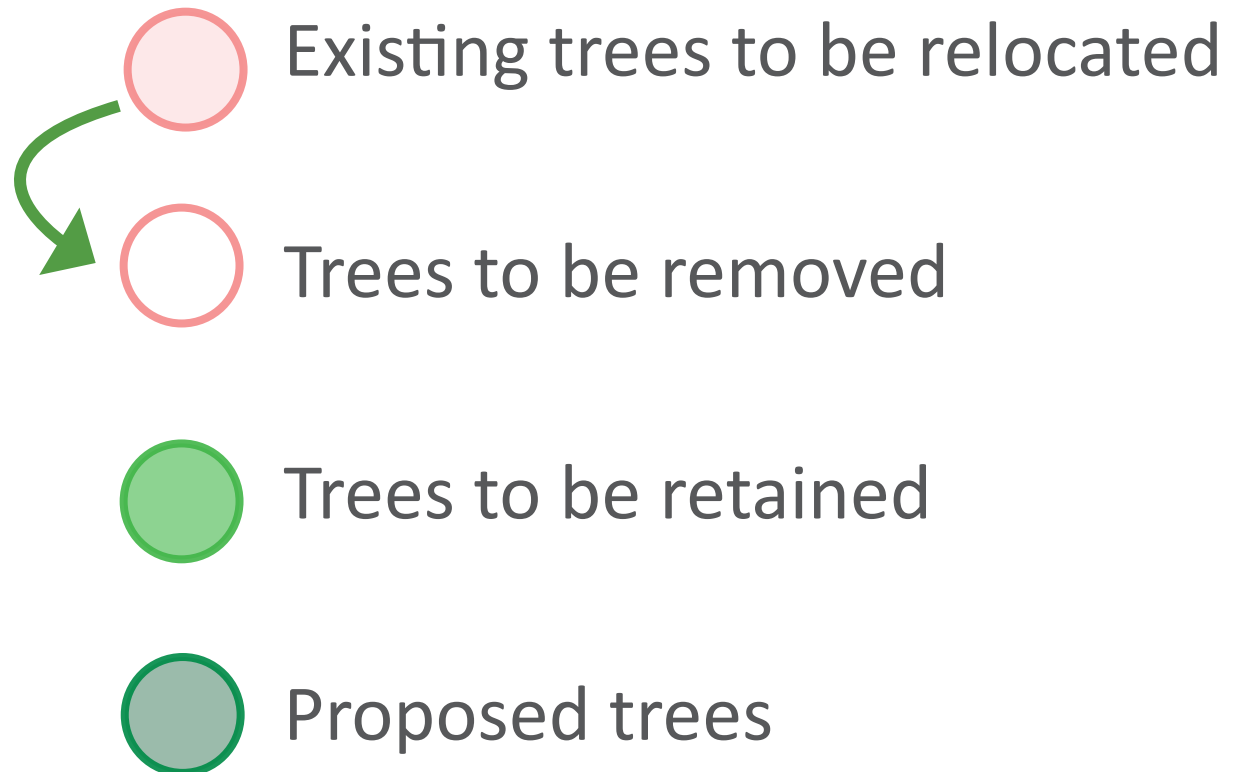 Existing trees to be relocated
Trees to be removed
Trees to be retained
Proposed trees